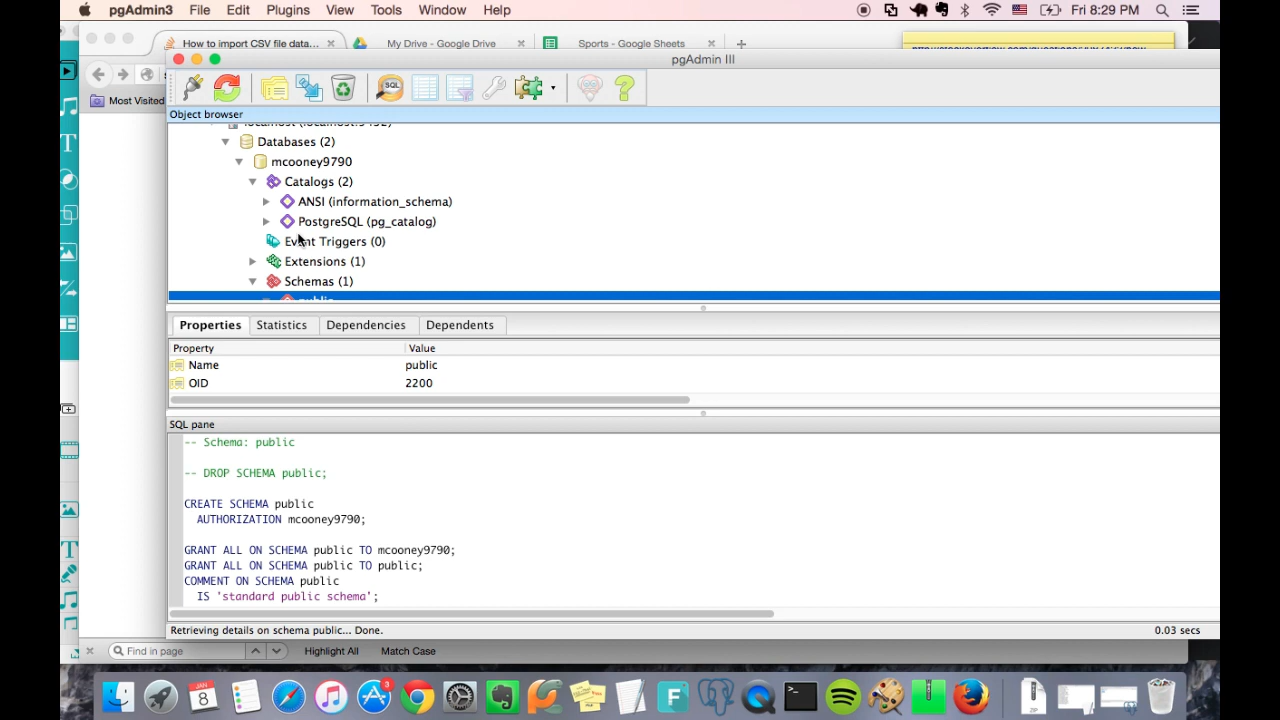 pgAdmin3 File Edit Plugins View Tools Window Help Fri 8:29 PM
How to import CSV file data... My Drive - Google Drive Sports - Google Sheets
pgAdmin III
Most Visited
SQL
Object browser
Databases (2)
mcooney9790
Catalogs (2)
ANSI (information_schema)
PostgreSQL (pg_catalog)
Event Triggers (0)
Extensions (1)
Schemas (1)
public
Properties Statistics Dependencies Dependents
Property Value
Name public
OID 2200
SQL pane
-- Schema: public
-- DROP SCHEMA public;
CREATE SCHEMA public
AUTHORIZATION mcooney9790;
GRANT ALL ON SCHEMA public TO mcooney9790;
GRANT ALL ON SCHEMA public TO public;
COMMENT ON SCHEMA public
IS 'standard public schema';
Retrieving details on schema public... Done. 0.03 secs
Find in page Highlight All Match Case
JAN
8
3
F
ZIP